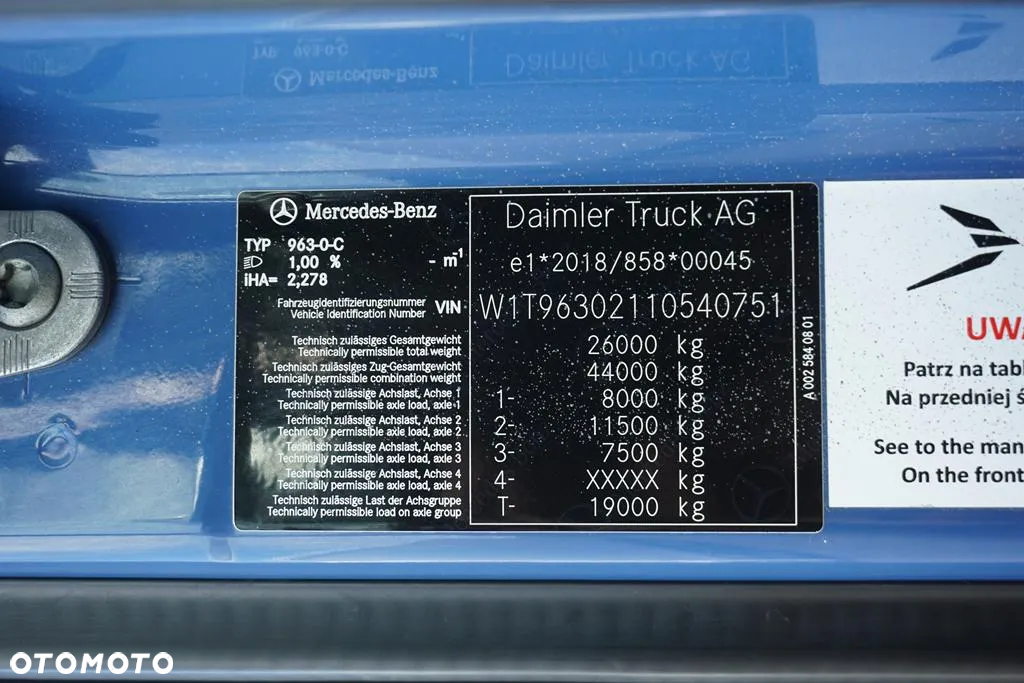 Mercedes-Benz
TYP 963-0-C
1,00 % - m⁻¹
iHA= 2,278
Daimler Truck AG
e1*2018/858*00045
Fahrzeugidentifizierungsnummer
Vehicle Identification Number VIN W1T96302110540751
Technisch zulässiges Gesamtgewicht
Technically permissible total weight 26000 kg
Technisch zulässiges Zug-Gesamtgewicht
Technically permissible combination weight 44000 kg
Technisch zulässige Achslast, Achse 1
Technically permissible axle load, axle 1 1- 8000 kg
Technisch zulässige Achslast, Achse 2
Technically permissible axle load, axle 2 2- 11500 kg
Technisch zulässige Achslast, Achse 3
Technically permissible axle load, axle 3 3- 7500 kg
Technisch zulässige Achslast, Achse 4
Technically permissible axle load, axle 4 4- XXXXX kg
Technisch zulässige Last der Achsgruppe
Technically permissible load on axle group T- 19000 kg
A 002 584 08 01
Patrz na
Na przedniej
See to the
On the front
OTOMOTO